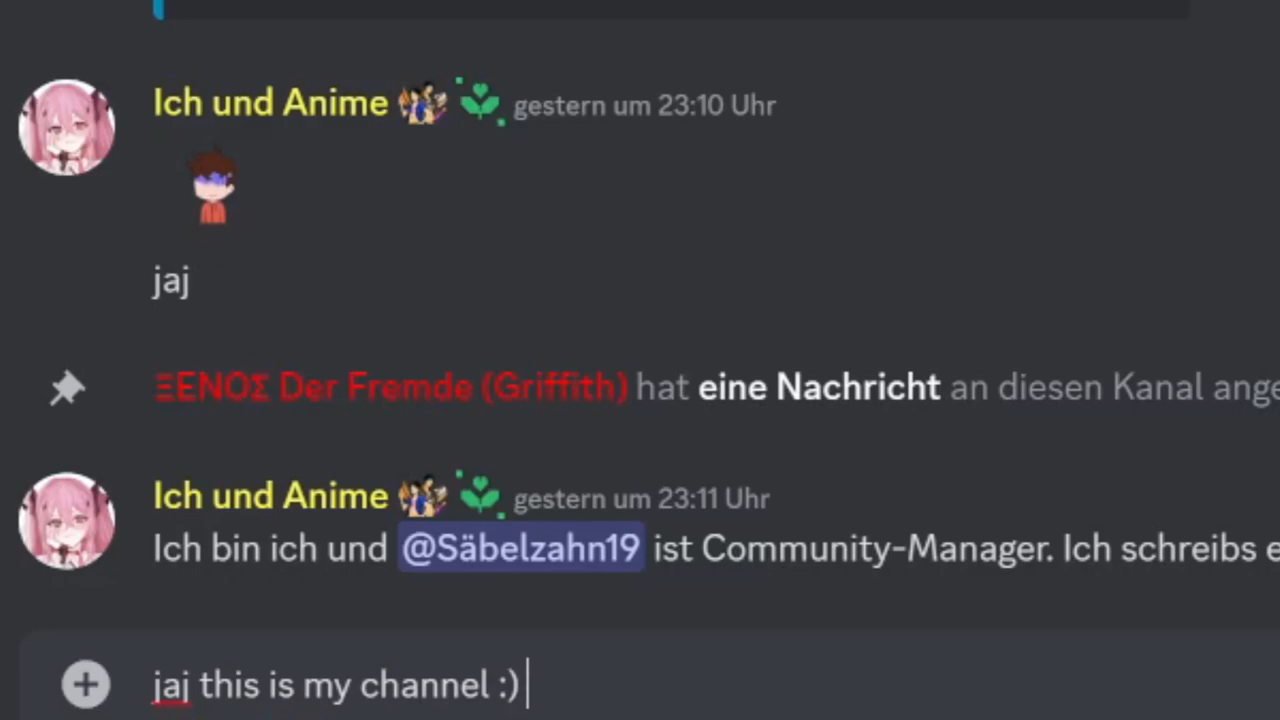 Ich und Anime gestern um 23:10 Uhr
jaj
ΞENOΣ Der Fremde (Griffith) hat eine Nachricht an diesen Kanal ange
Ich und Anime gestern um 23:11 Uhr
Ich bin ich und @Säbelzahn19 ist Community-Manager. Ich schreibs e
jaj this is my channel :)